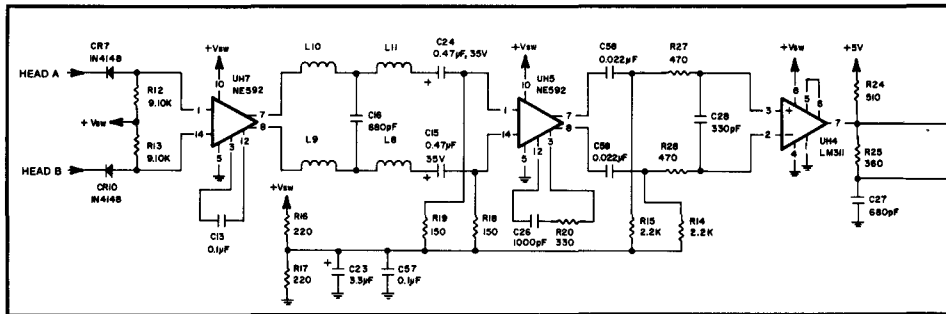 CR7
1N4148
HEAD A
R12
9.10K
+ Vsw
R13
9.10K
HEAD B
CR10
1N4148
+Vsw
UH7
NE592
10
1
14
7
8
5
3
12
C13
0.1µF
L10
L11
C24
0.47µF, 35V
C16
680pF
L9
L8
C15
0.47µF
35V
+Vsw
R16
220
R17
220
C23
3.3µF
C57
0.1µF
R19
150
R18
150
+Vsw
UH5
NE592
10
1
14
7
8
5
12
3
C26
1000pF
R20
330
C56
0.022µF
R27
470
C58
0.022µF
R28
470
C28
330pF
R15
2.2K
R14
2.2K
+Vsw
8
5
6
3
2
7
4
UH4
LM311
+5V
R24
510
R25
360
C27
680pF